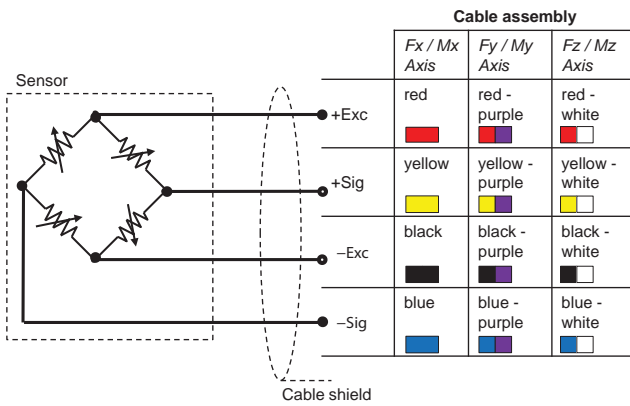 Cable assembly
Fx / Mx
Axis
Fy / My
Axis
Fz / Mz
Axis
Sensor
+Exc
red
red -
purple
red -
white
+Sig
yellow
yellow -
purple
yellow -
white
–Exc
black
black -
purple
black -
white
–Sig
blue
blue -
purple
blue -
white
Cable shield